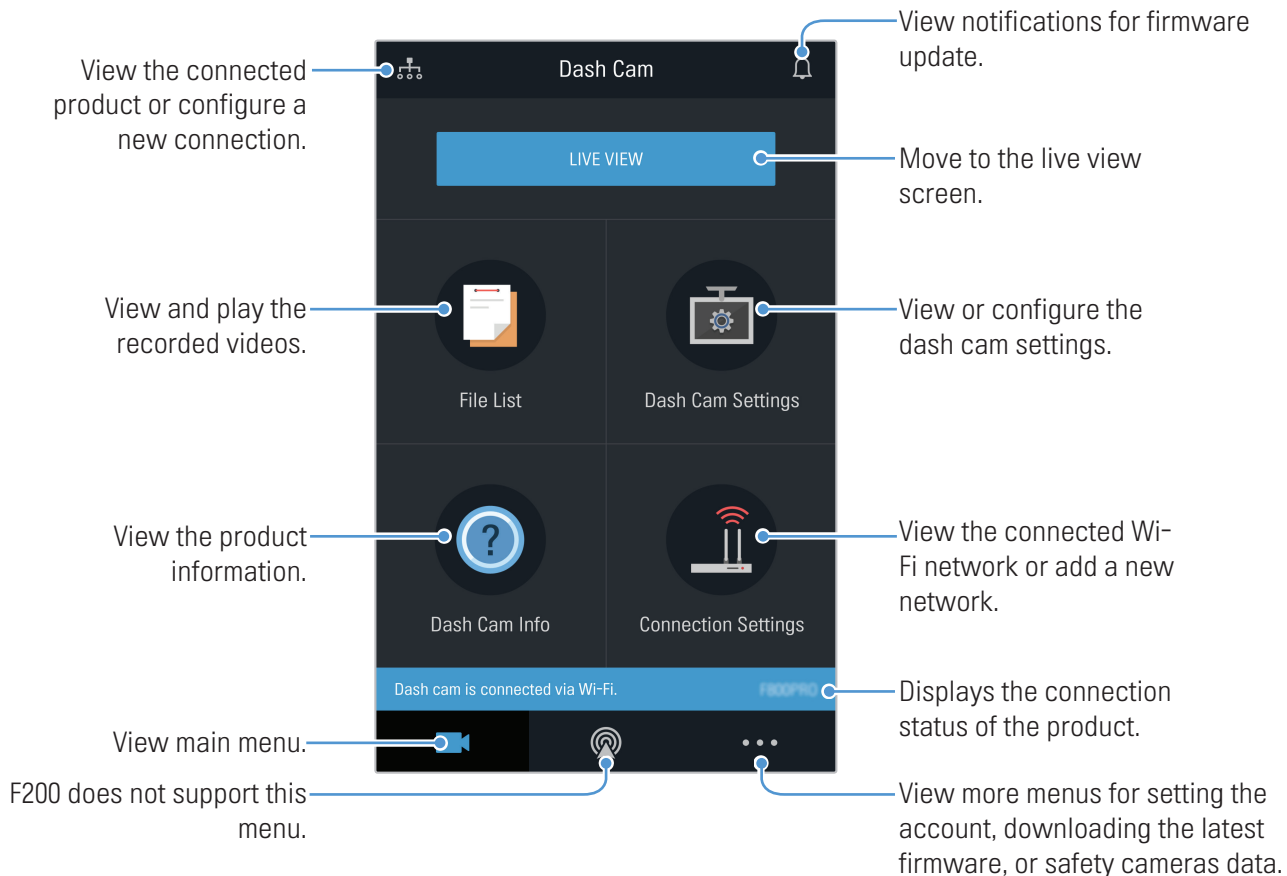 View notifications for firmware
update.
View the connected
product or configure a
new connection.
Dash Cam
LIVE VIEW
Move to the live view
screen.
View and play the
recorded videos.
File List
Dash Cam Settings
View or configure the
dash cam settings.
View the product
information.
?
Dash Cam Info
Connection Settings
View the connected Wi-
Fi network or add a new
network.
Dash cam is connected via Wi-Fi.
F800PRO
Displays the connection
status of the product.
View main menu.
F200 does not support this
menu.
View more menus for setting the
account, downloading the latest
firmware, or safety cameras data.